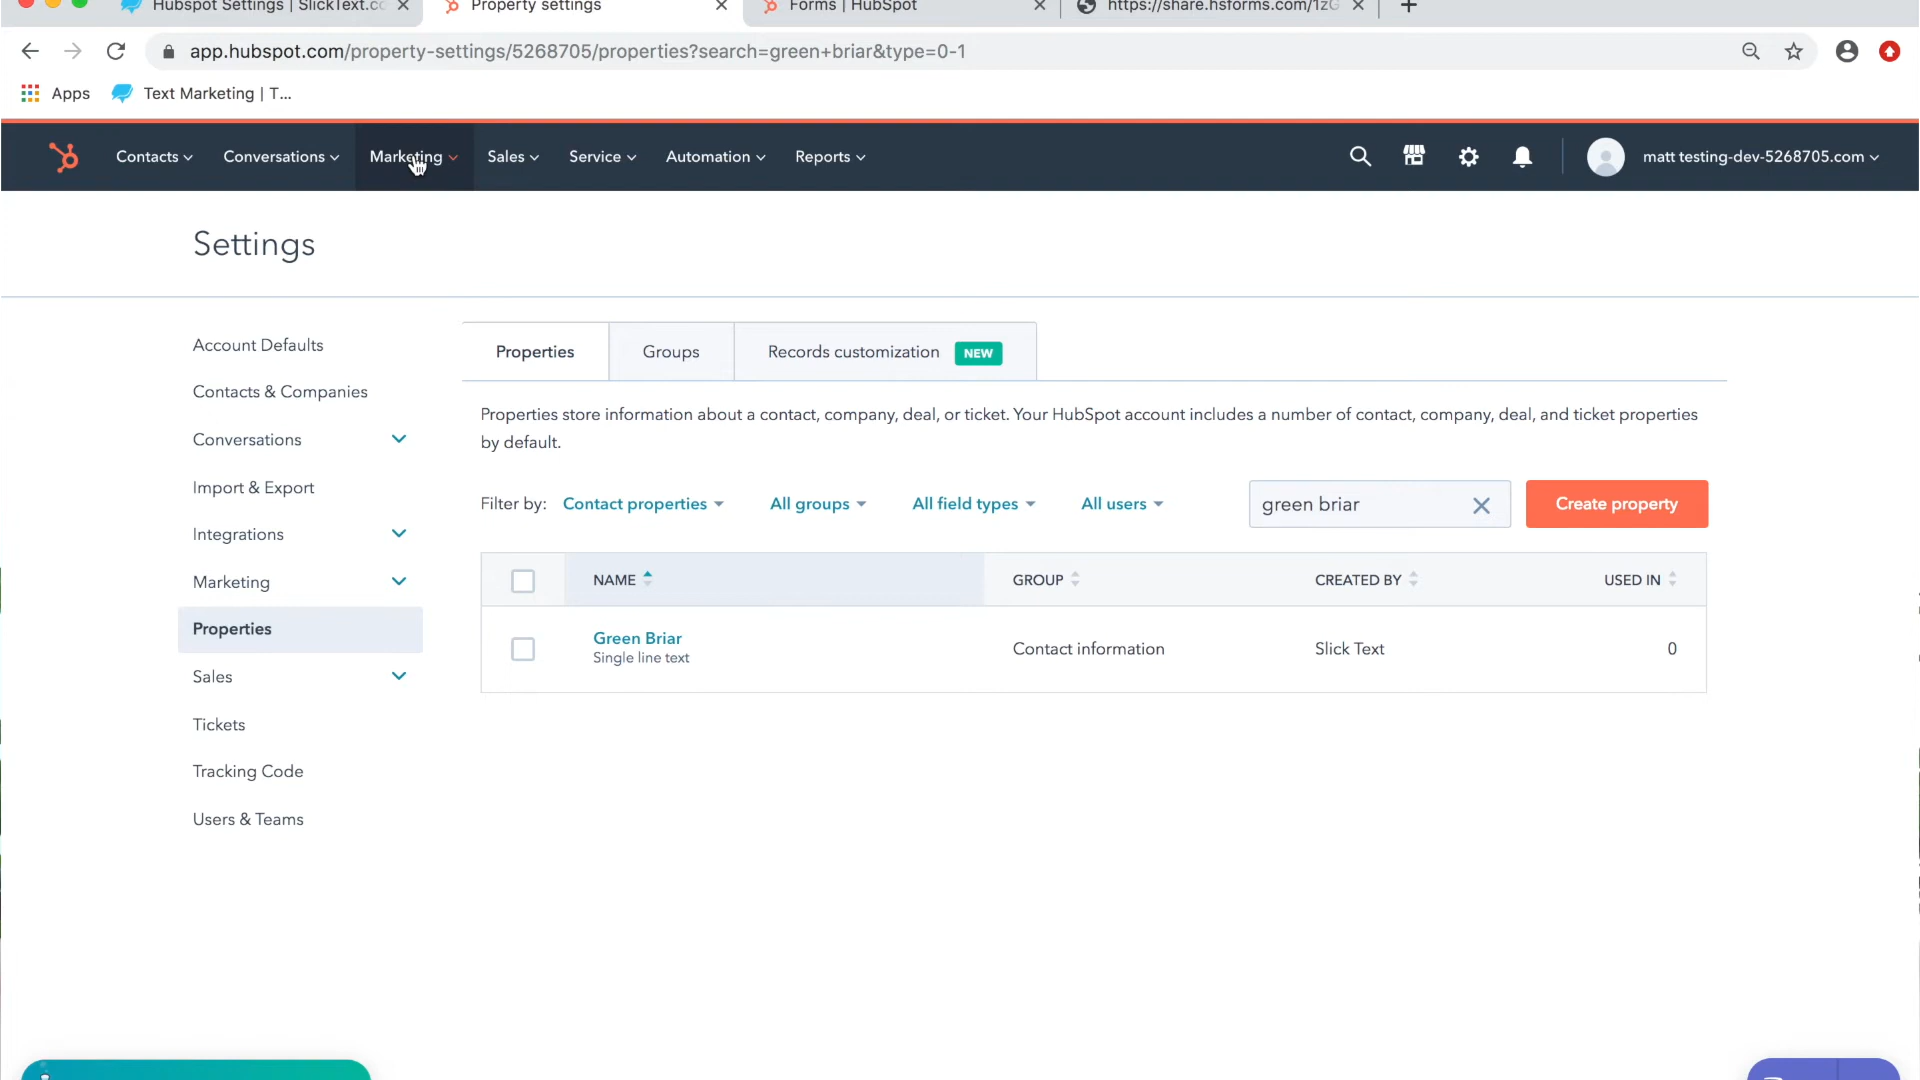 Hubspot Settings | SlickText.cc
Property settings
Forms | HubSpot
https://share.hsforms.com/1zG
app.hubspot.com/property-settings/5268705/properties?search=green+briar&type=0-1
Apps
Text Marketing | T...
Contacts
Conversations
Marketing
Sales
Service
Automation
Reports
matt testing-dev-5268705.com
Settings
Account Defaults
Contacts & Companies
Conversations
Import & Export
Integrations
Marketing
Properties
Sales
Tickets
Tracking Code
Users & Teams
Properties
Groups
Records customization NEW
Properties store information about a contact, company, deal, or ticket. Your HubSpot account includes a number of contact, company, deal, and ticket properties
by default.
Filter by: Contact properties All groups All field types All users
green briar
Create property
NAME GROUP CREATED BY USED IN
Green Briar
Single line text
Contact information
Slick Text
0